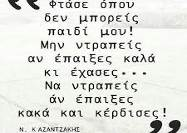 Φτάσε όπου
δεν μπορείς
παιδί μου!
Μην ντραπείς
αν έπαιξες καλά
κι έχασες...
Να ντραπείς
άν έπαιξες
κακά και κέρδισες!
Ν. ΚΑΖΑΝΤΖΑΚΗΣ